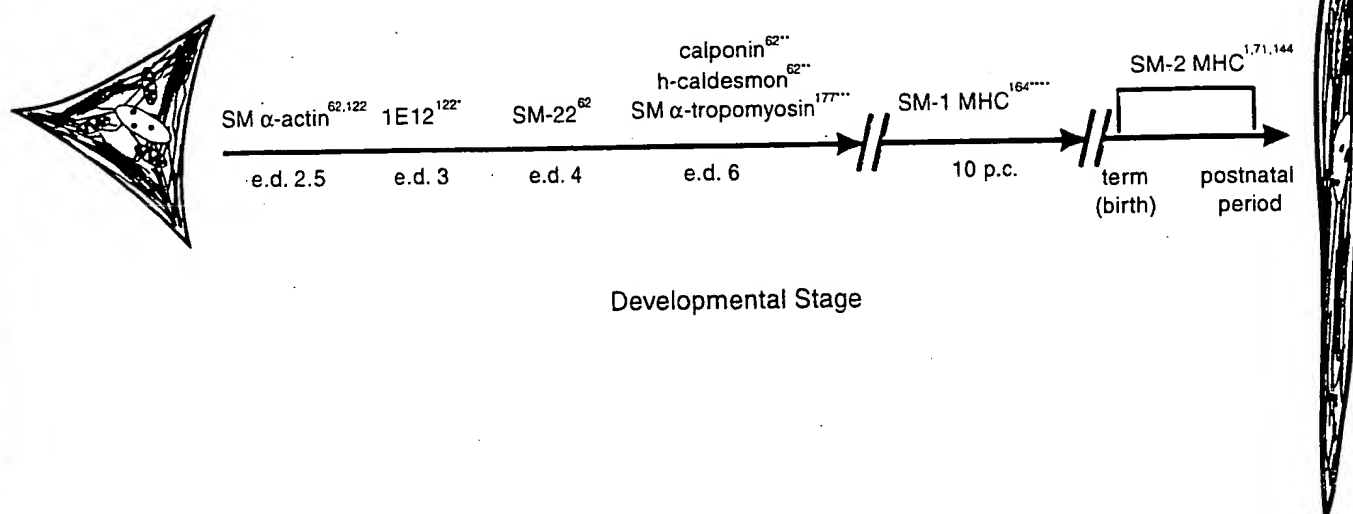 calponin⁶²**
h-caldesmon⁶²**
SM α-actin⁶²,¹²² 1E12¹²²* SM-22⁶² SM α-tropomyosin¹⁷⁷*** SM-1 MHC¹⁶⁴**** SM-2 MHC¹,⁷¹,¹⁴⁴
e.d. 2.5 e.d. 3 e.d. 4 e.d. 6 10 p.c. term postnatal
(birth) period
Developmental Stage